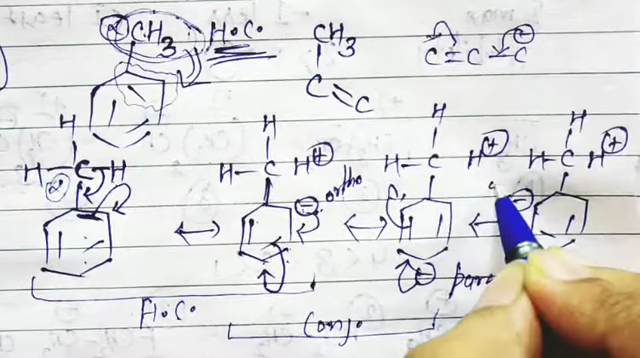 α CH3 H·C· CH3 C=C-C⊕
C=C
H H H H
H-C-H H-C H⊕ H-C H⊕ H-C H⊕
α ⊖ ortho
⊖ para ⊖
H·C·
Conj·